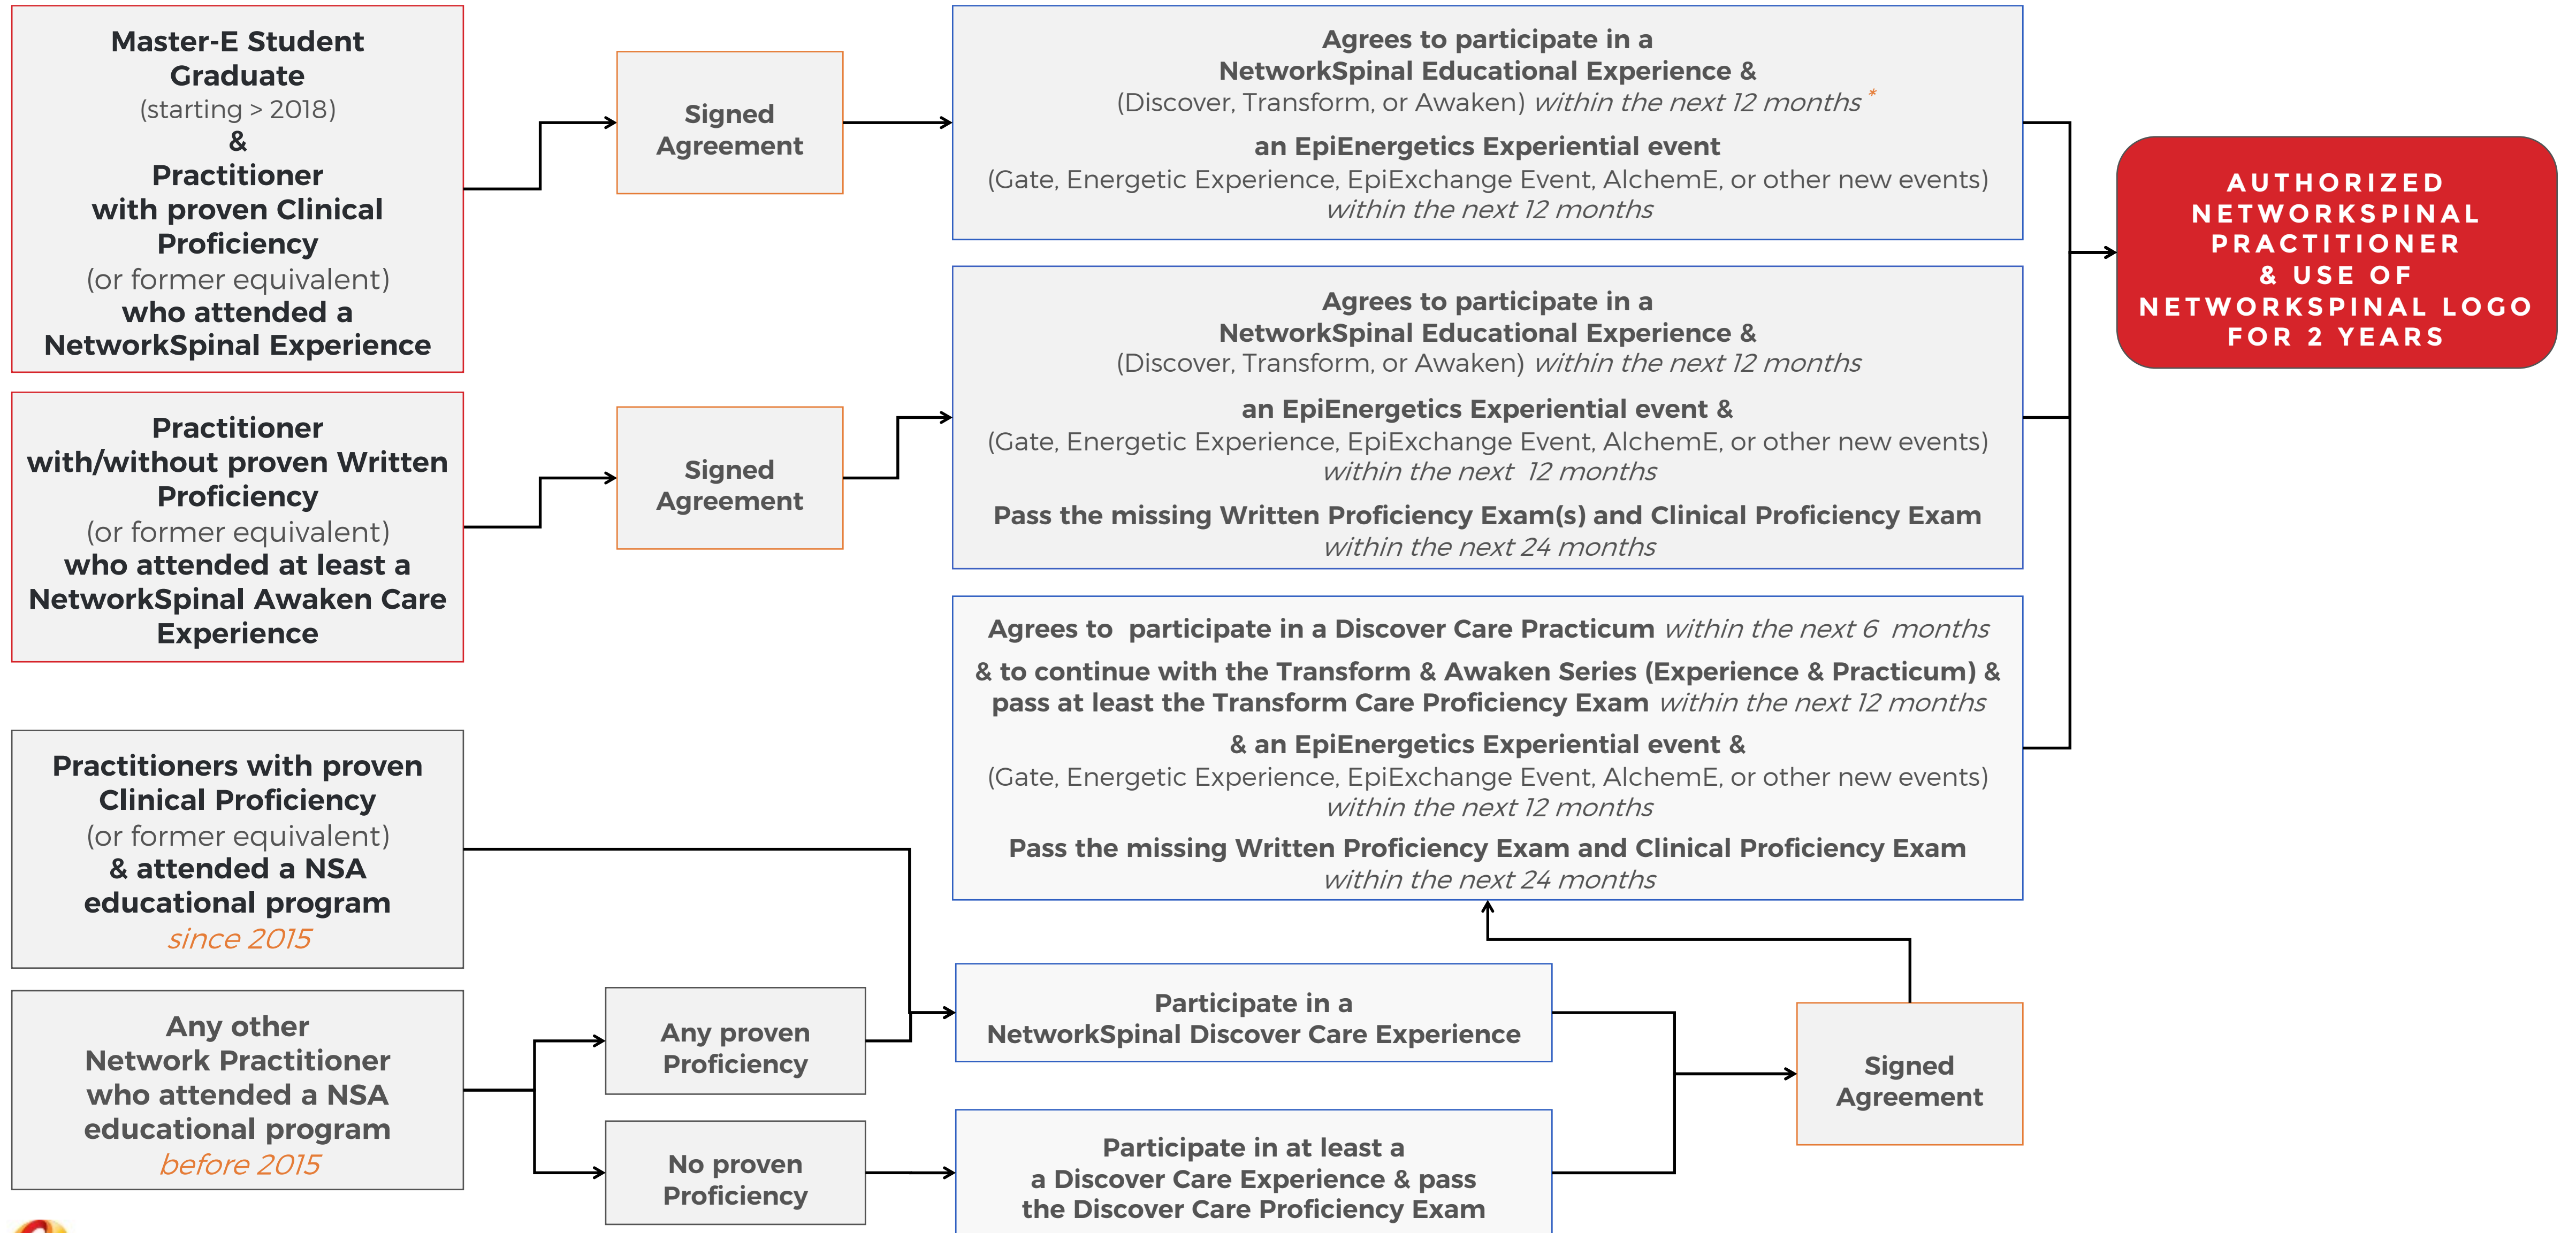 Master-E Student
Graduate
(starting > 2018)
&
Practitioner
with proven Clinical
Proficiency
(or former equivalent)
who attended a
NetworkSpinal Experience
Signed
Agreement
Agrees to participate in a
NetworkSpinal Educational Experience &
(Discover, Transform, or Awaken) within the next 12 months *
an EpiEnergetics Experiential event
(Gate, Energetic Experience, EpiExchange Event, AlchemE, or other new events)
within the next 12 months
AUTHORIZED
NETWORKSPINAL
PRACTITIONER
& USE OF
NETWORKSPINAL LOGO
FOR 2 YEARS
Practitioner
with/without proven Written
Proficiency
(or former equivalent)
who attended at least a
NetworkSpinal Awaken Care
Experience
Signed
Agreement
Agrees to participate in a
NetworkSpinal Educational Experience &
(Discover, Transform, or Awaken) within the next 12 months
an EpiEnergetics Experiential event &
(Gate, Energetic Experience, EpiExchange Event, AlchemE, or other new events)
within the next 12 months
Pass the missing Written Proficiency Exam(s) and Clinical Proficiency Exam
within the next 24 months
Agrees to participate in a Discover Care Practicum within the next 6 months
& to continue with the Transform & Awaken Series (Experience & Practicum) &
pass at least the Transform Care Proficiency Exam within the next 12 months
& an EpiEnergetics Experiential event &
(Gate, Energetic Experience, EpiExchange Event, AlchemE, or other new events)
within the next 12 months
Pass the missing Written Proficiency Exam and Clinical Proficiency Exam
within the next 24 months
Practitioners with proven
Clinical Proficiency
(or former equivalent)
& attended a NSA
educational program
since 2015
Any other
Network Practitioner
who attended a NSA
educational program
before 2015
Any proven
Proficiency
No proven
Proficiency
Participate in a
NetworkSpinal Discover Care Experience
Participate in at least a
a Discover Care Experience & pass
the Discover Care Proficiency Exam
Signed
Agreement